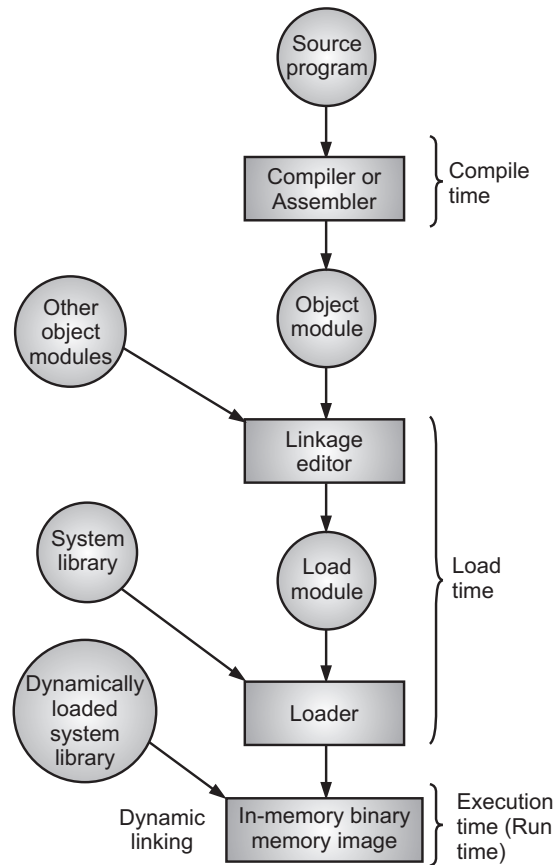 Source
program
Compiler or
Assembler
Compile
time
Other
object
modules
Object
module
Linkage
editor
System
library
Load
module
Load
time
Dynamically
loaded
system
library
Loader
Dynamic
linking
In-memory binary
memory image
Execution
time (Run
time)